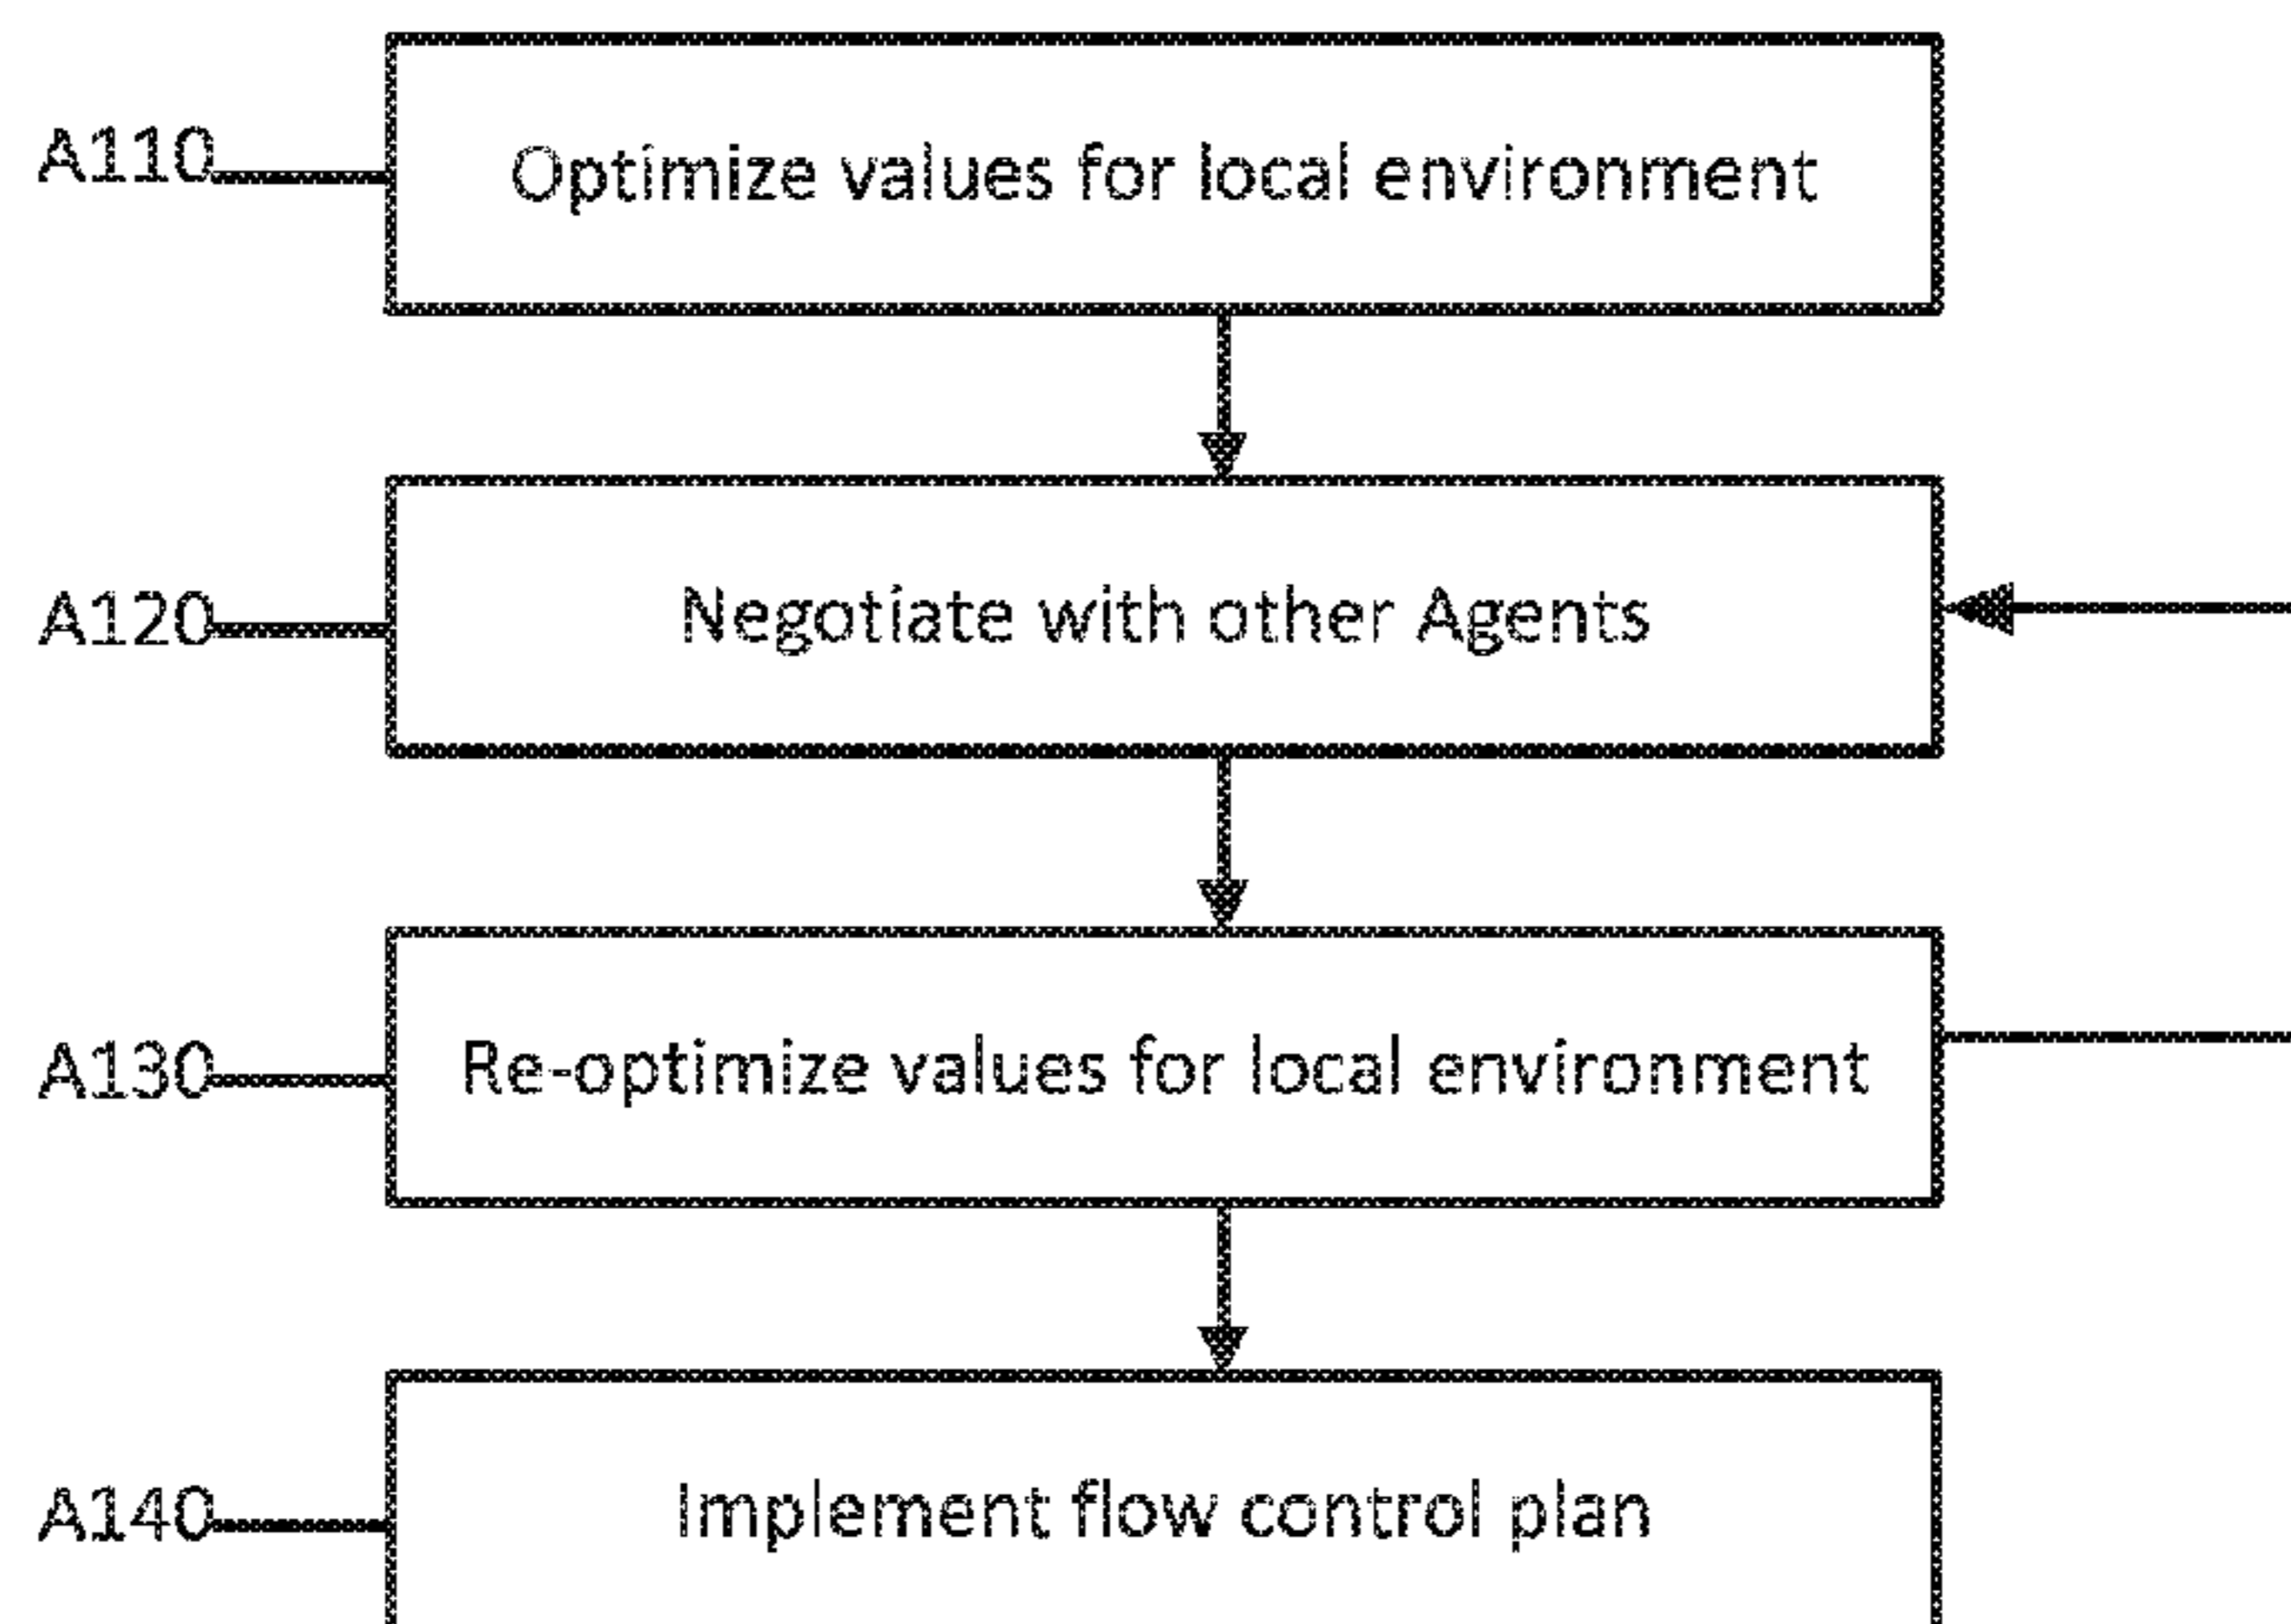 A110 Optimize values for local environment
A120 Negotiate with other Agents
A130 Re-optimize values for local environment
A140 Implement flow control plan